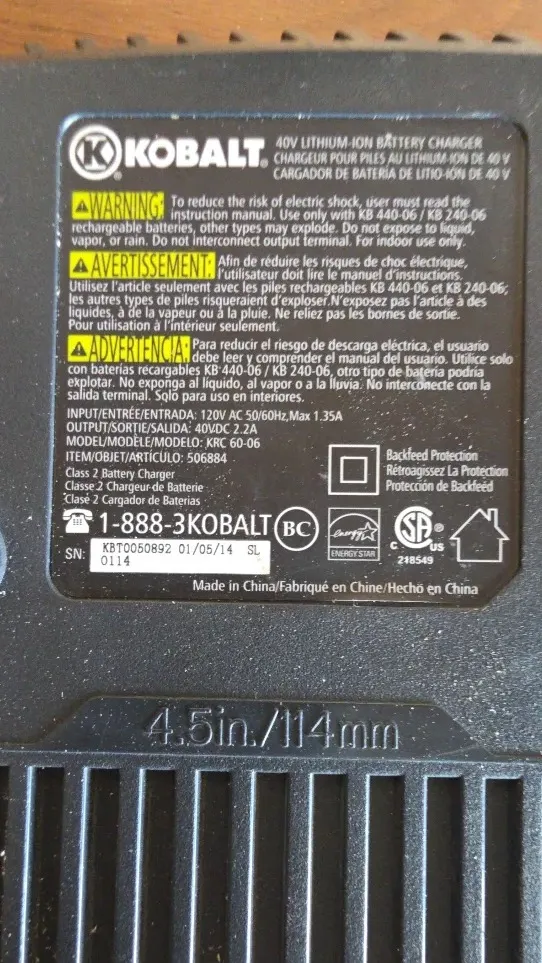 K KOBALT®
40V LITHIUM-ION BATTERY CHARGER
CHARGEUR POUR PILES AU LITHIUM-ION DE 40 V
CARGADOR DE BATERÍA DE LITIO-ION DE 40 V
WARNING: To reduce the risk of electric shock, user must read the
instruction manual. Use only with KB 440-06 / KB 240-06
rechargeable batteries, other types may explode. Do not expose to liquid,
vapor, or rain. Do not interconnect output terminal. For indoor use only.
AVERTISSEMENT: Afin de réduire les risques de choc électrique,
l'utilisateur doit lire le manuel d'instructions.
Utilisez l'article seulement avec les piles rechargeables KB 440-06 et KB 240-06;
les autres types de piles risqueraient d'exploser.N'exposez pas l'article à des
liquides, à de la vapeur ou à la pluie. Ne reliez pas les bornes de sortie.
Pour utilisation à l'intérieur seulement.
ADVERTENCIA: Para reducir el riesgo de descarga eléctrica, el usuario
debe leer y comprender el manual del usuario. Utilice solo
con baterías recargables KB 440-06 / KB 240-06, otro tipo de batería podría
explotar. No exponga al líquido, al vapor o a la lluvia. No interconecte con la
salida terminal. Solo para uso en interiores.
INPUT/ENTRÉE/ENTRADA: 120V AC 50/60Hz,Max 1.35A
OUTPUT/SORTIE/SALIDA: 40VDC 2.2A
MODEL/MODÈLE/MODELO: KRC 60-06
ITEM/OBJET/ARTÍCULO: 506884
Class 2 Battery Charger
Classe 2 Chargeur de Batterie
Clasé 2 Cargador de Baterias
Backfeed Protection
Rétroagissez La Protection
Protección de Backfeed
1-888-3KOBALT
BC
energy
ENERGY STAR
SA®
C US
218549
SN: KBT0050892 01/05/14 SL
0114
Made in China/Fabriqué en Chine/Hecho en China
4.5in./114mm